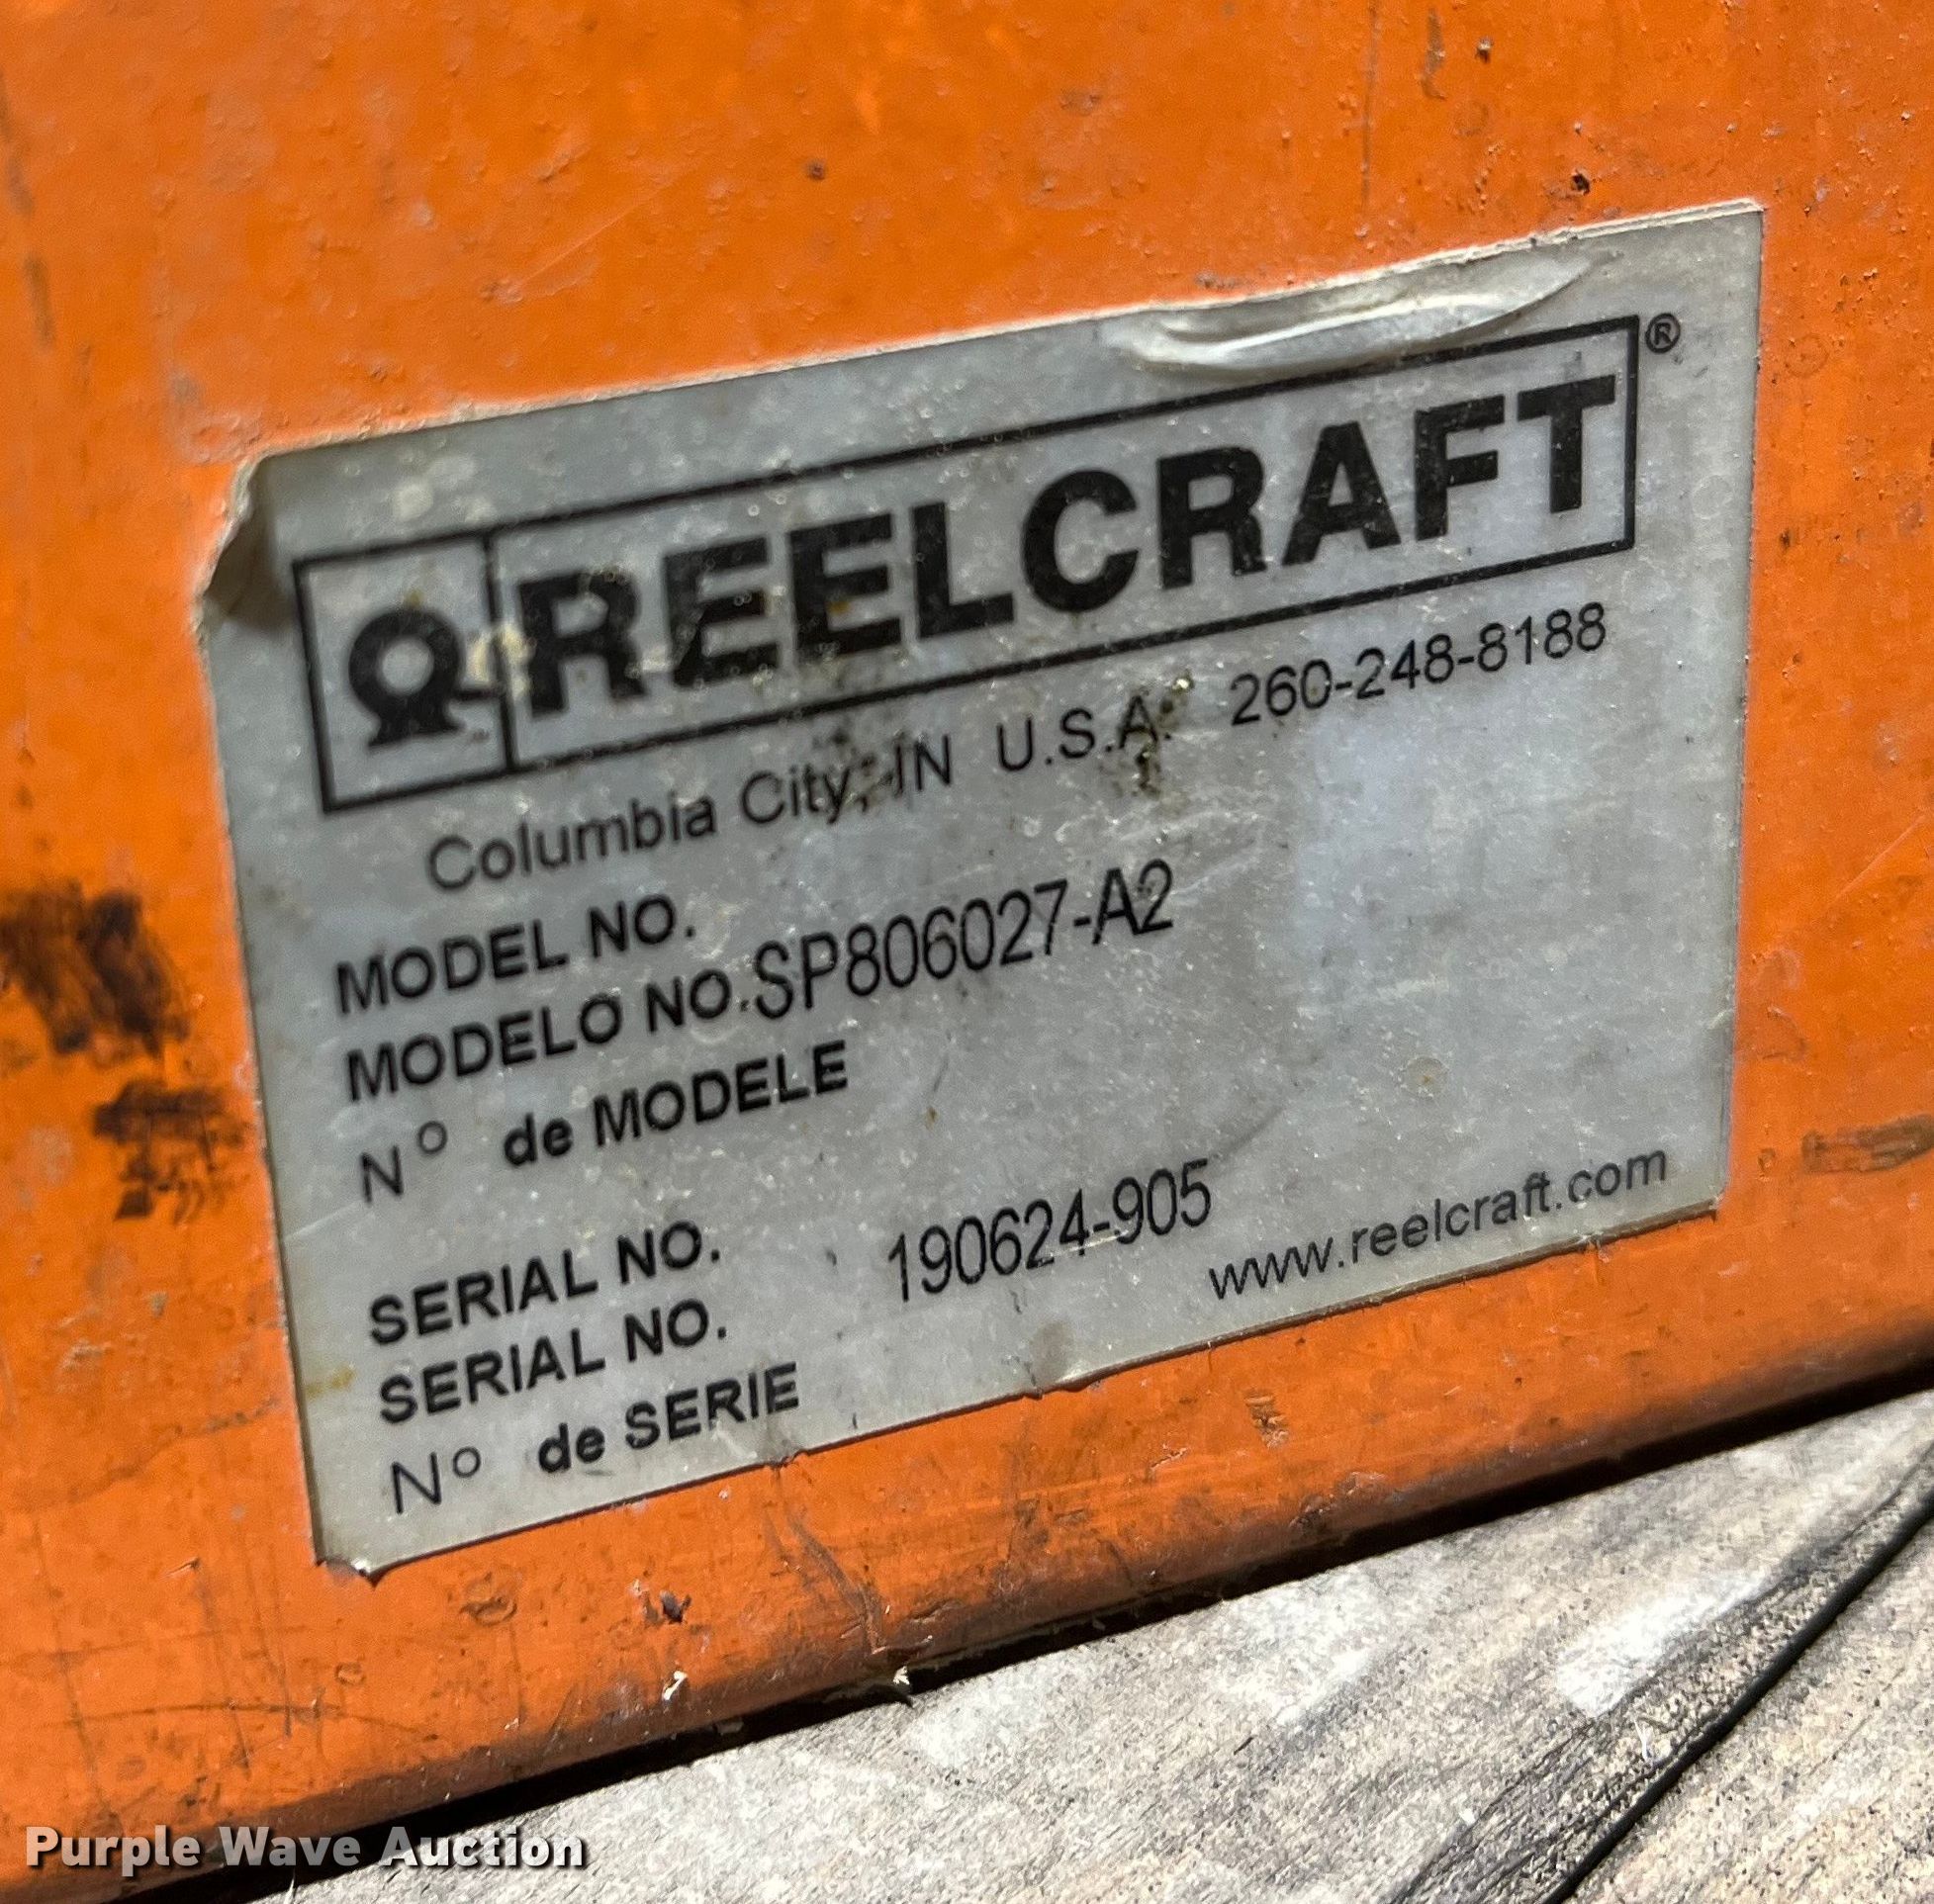 REELCRAFT®
Columbia City, IN U.S.A. 260-248-8188
MODEL NO.
MODELO NO. SP806027-A2
N° de MODELE
SERIAL NO. 190624-905
SERIAL NO.
N° de SERIE
www.reelcraft.com
Purple Wave Auction